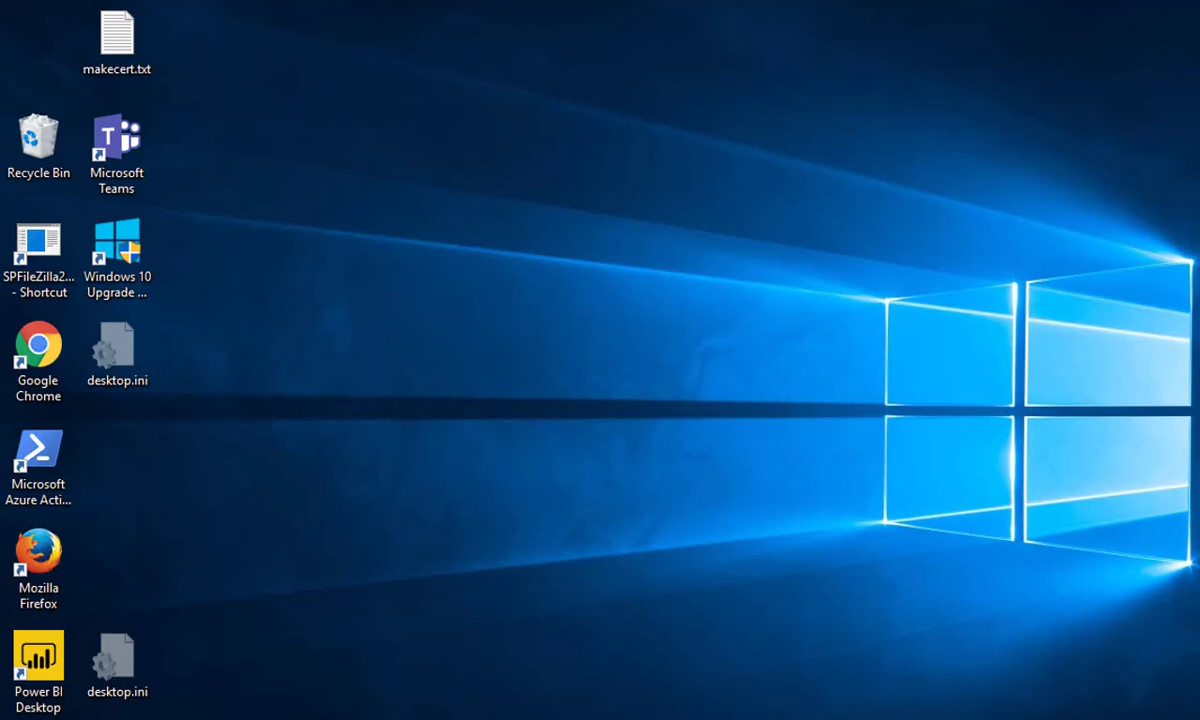 makecert.txt
Recycle Bin
Microsoft
Teams
SPFileZilla2...
- Shortcut
Windows 10
Upgrade ...
Google
Chrome
desktop.ini
Microsoft
Azure Acti...
Mozilla
Firefox
Power BI
Desktop
desktop.ini